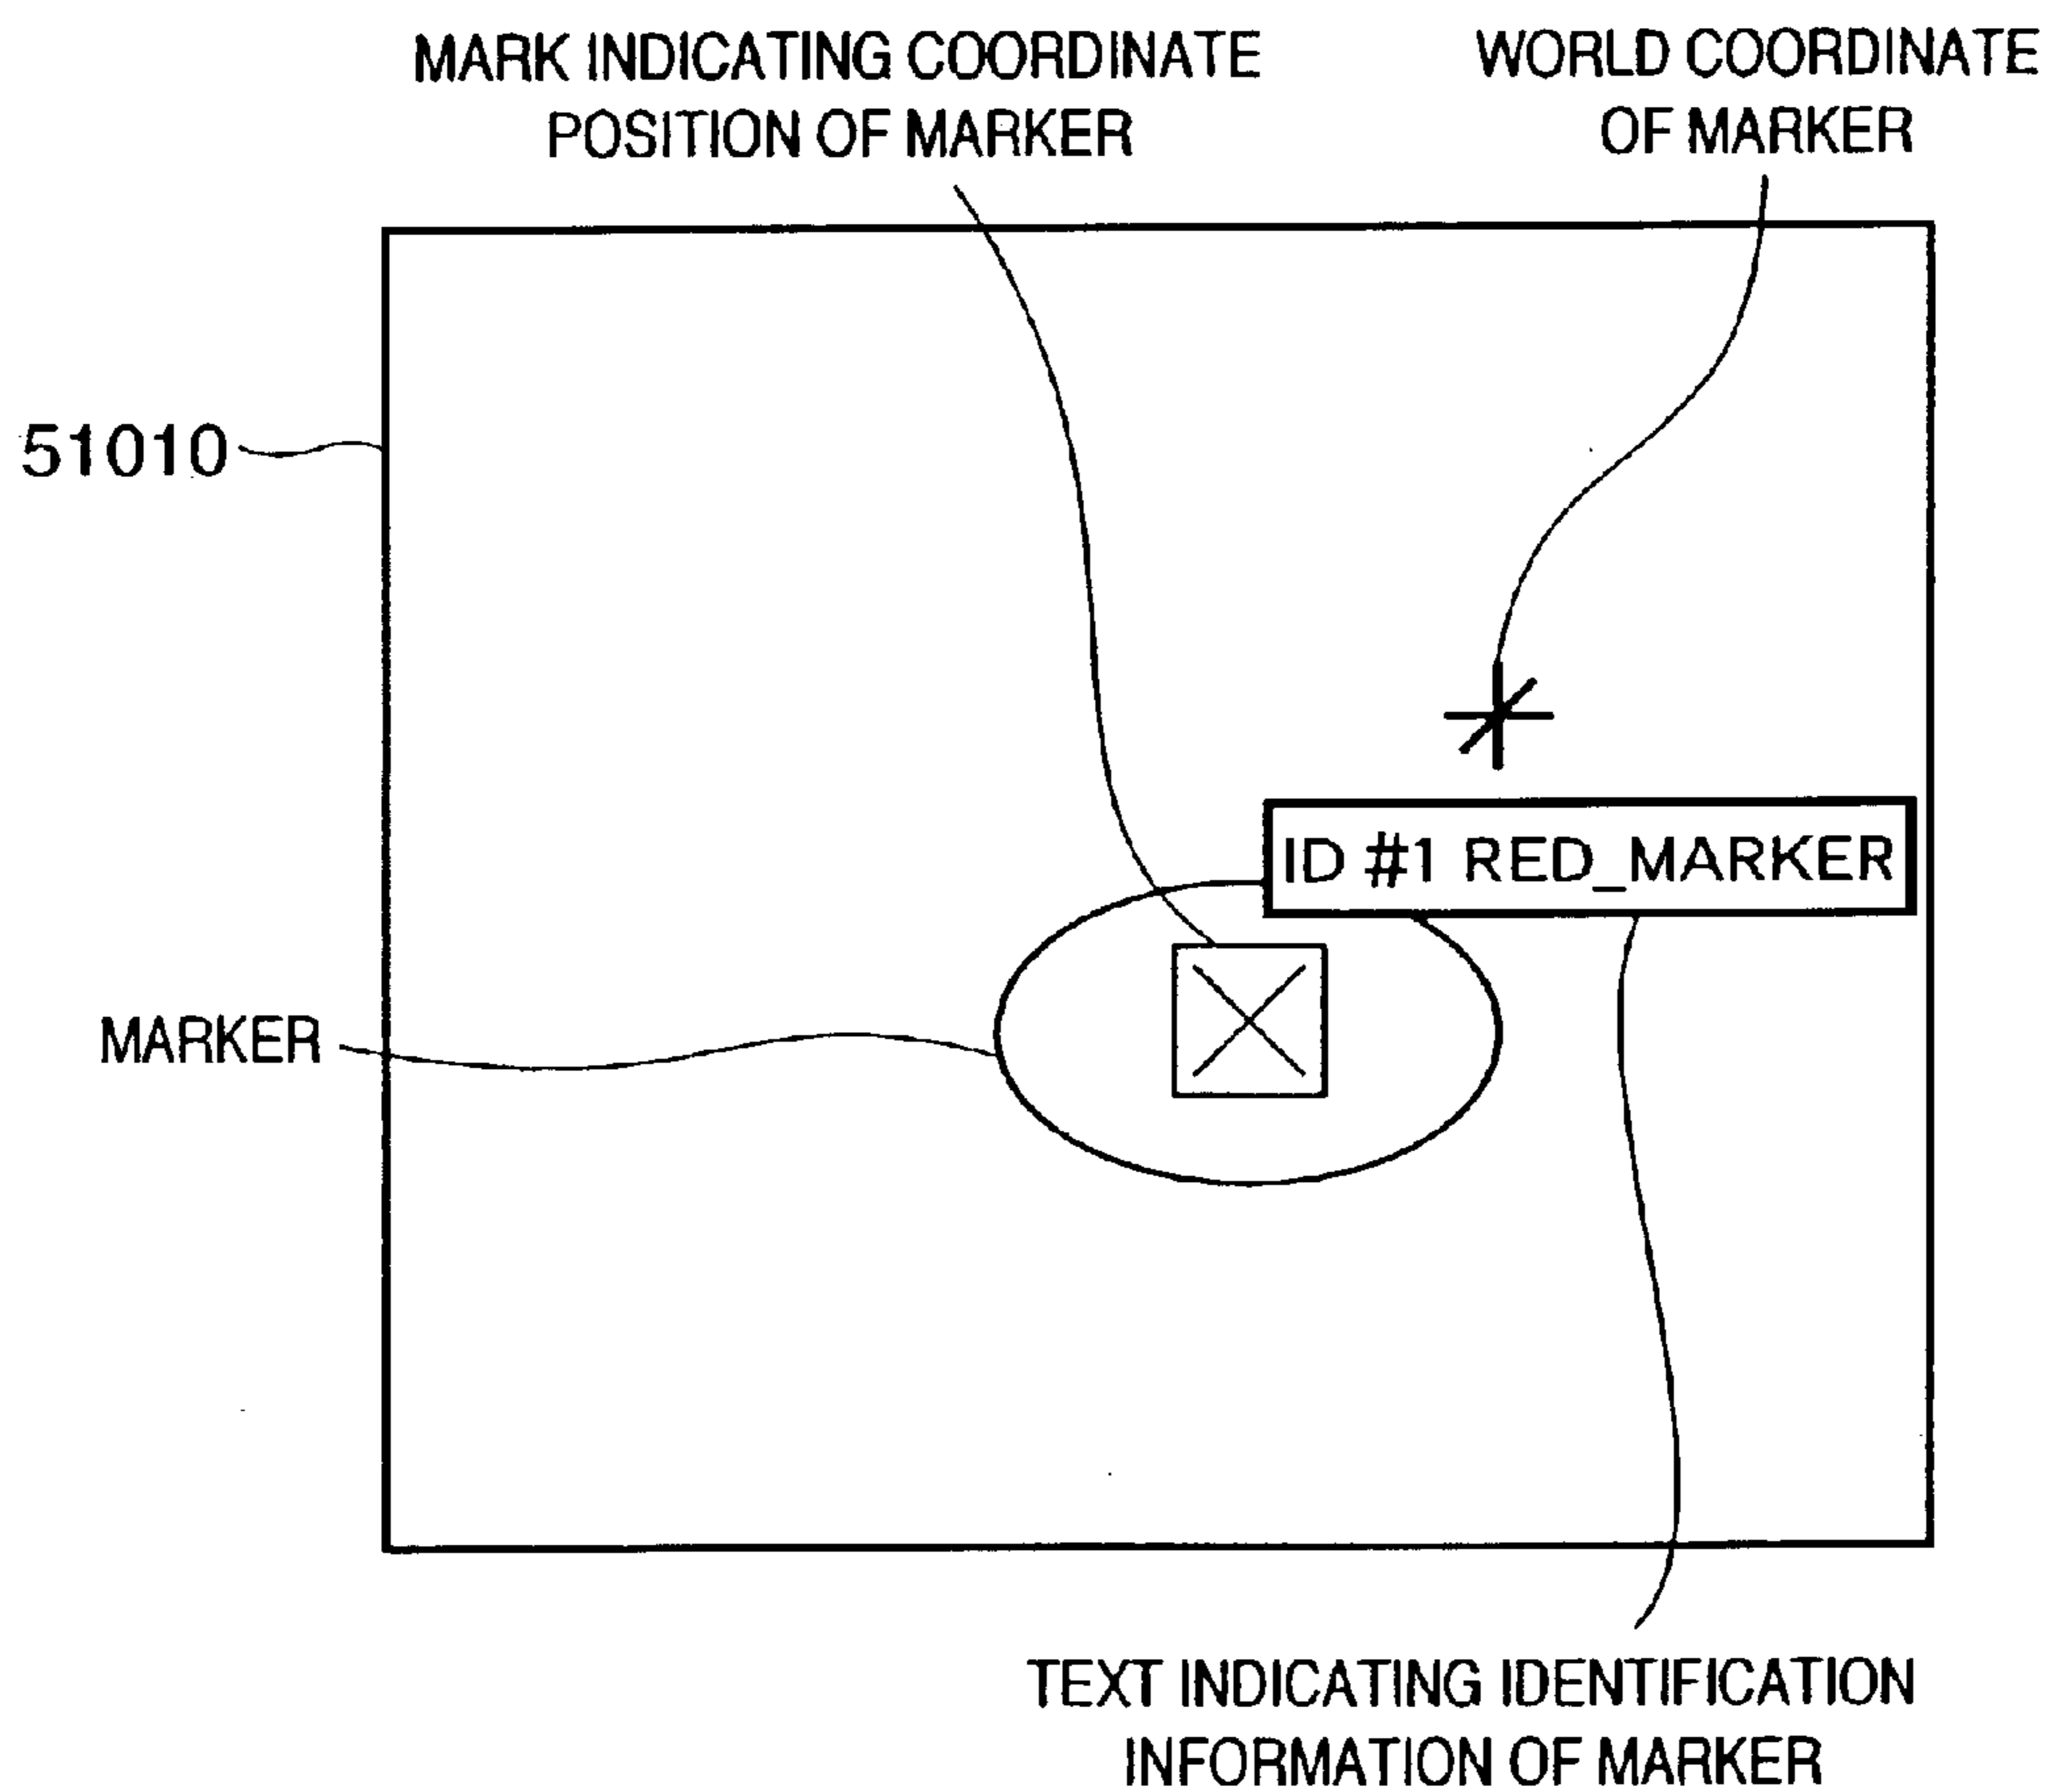 MARK INDICATING COORDINATE
POSITION OF MARKER
WORLD COORDINATE
OF MARKER
51010
ID #1 RED_MARKER
MARKER
TEXT INDICATING IDENTIFICATION
INFORMATION OF MARKER